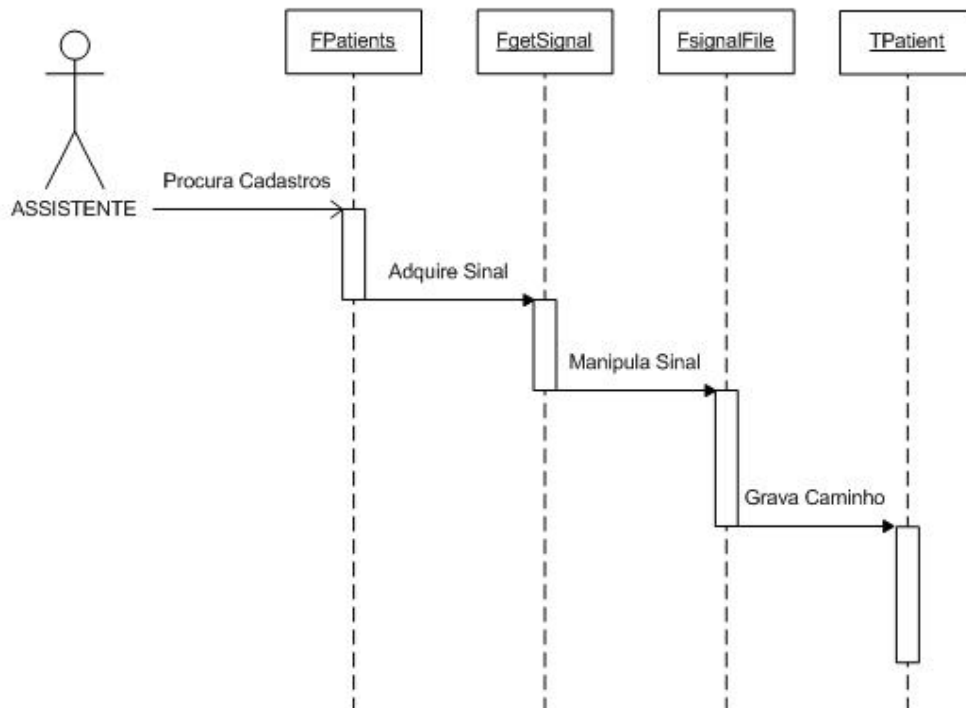 FPatients
FgetSignal
FsignalFile
TPatient
Procura Cadastros
ASSISTENTE
Adquire Sinal
Manipula Sinal
Grava Caminho